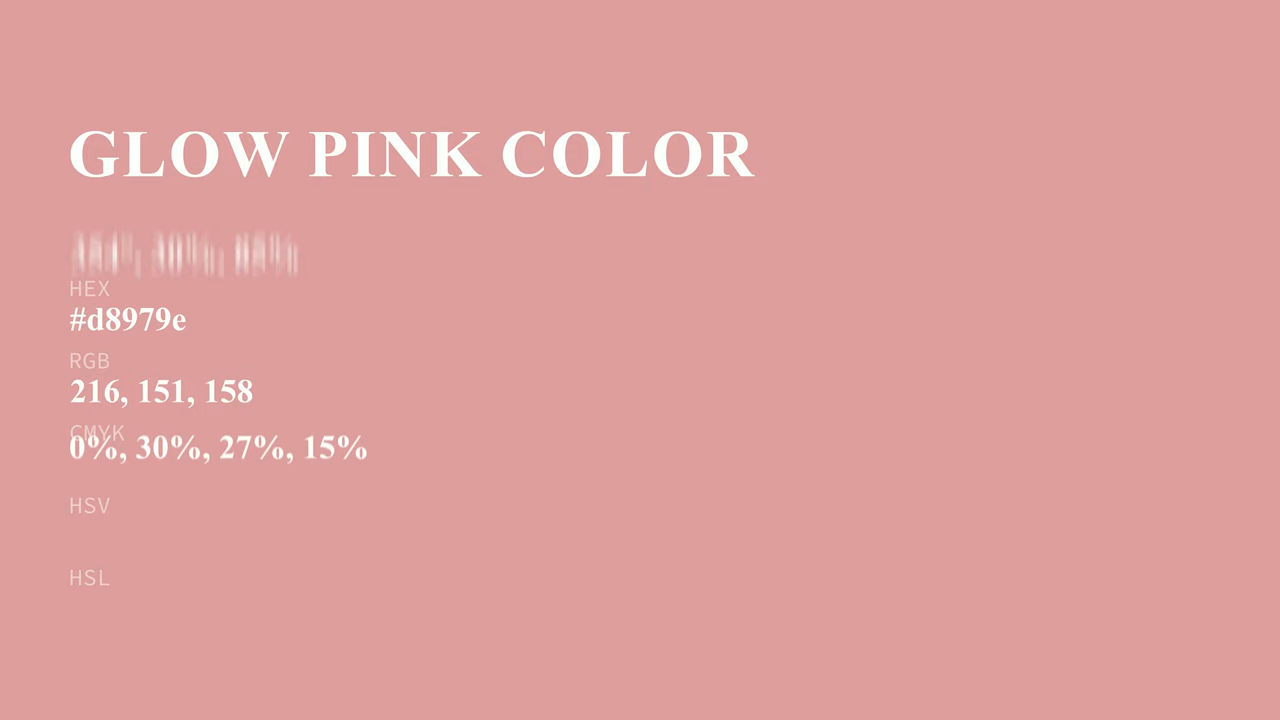 GLOW PINK COLOR
HEX
#d8979e
RGB
216, 151, 158
CMYK
0%, 30%, 27%, 15%
HSV
HSL